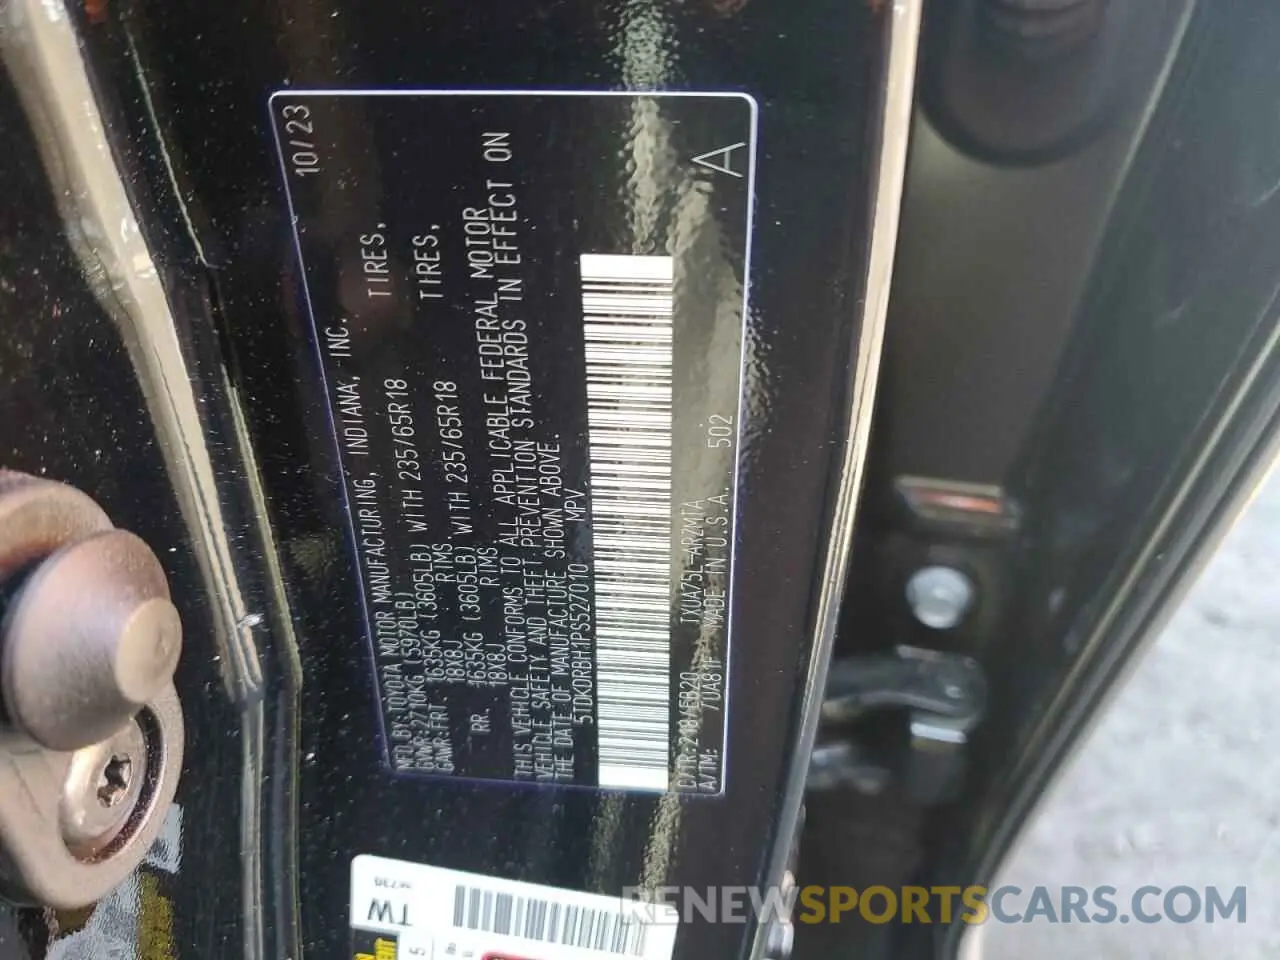 MFD.BY:TOYOTA MOTOR MANUFACTURING, INDIANA, INC. 10/23
GVWR:2710KG (5970LB)
GAWR:FRT 1635KG (3605LB) WITH 235/65R18 TIRES,
18X8J RIMS
RR. 1635KG (3605LB) WITH 235/65R18 TIRES,
18X8J RIMS
THIS VEHICLE CONFORMS TO ALL APPLICABLE FEDERAL MOTOR
VEHICLE SAFETY AND THEFT PREVENTION STANDARDS IN EFFECT ON
THE DATE OF MANUFACTURE SHOWN ABOVE.
5TDKDRBH1PS527010 MPV
C/TR:218/EB20 TXUA75L-ARZMTA
A/TM: /UA81F MADE IN U.S.A. 502
A
TW
RENEWSPORTSCARS.COM